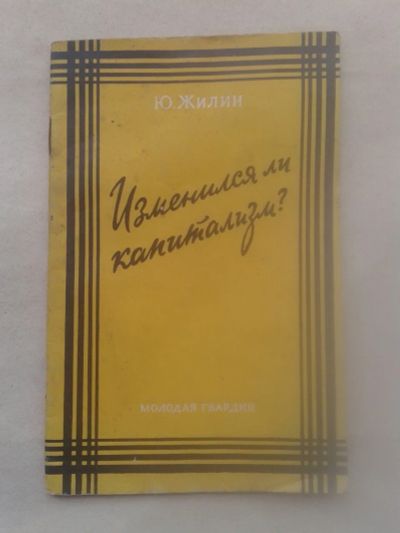 Ю. Жилин
Изменился ли
капитализм?
МОЛОДАЯ ГВАРДИЯ